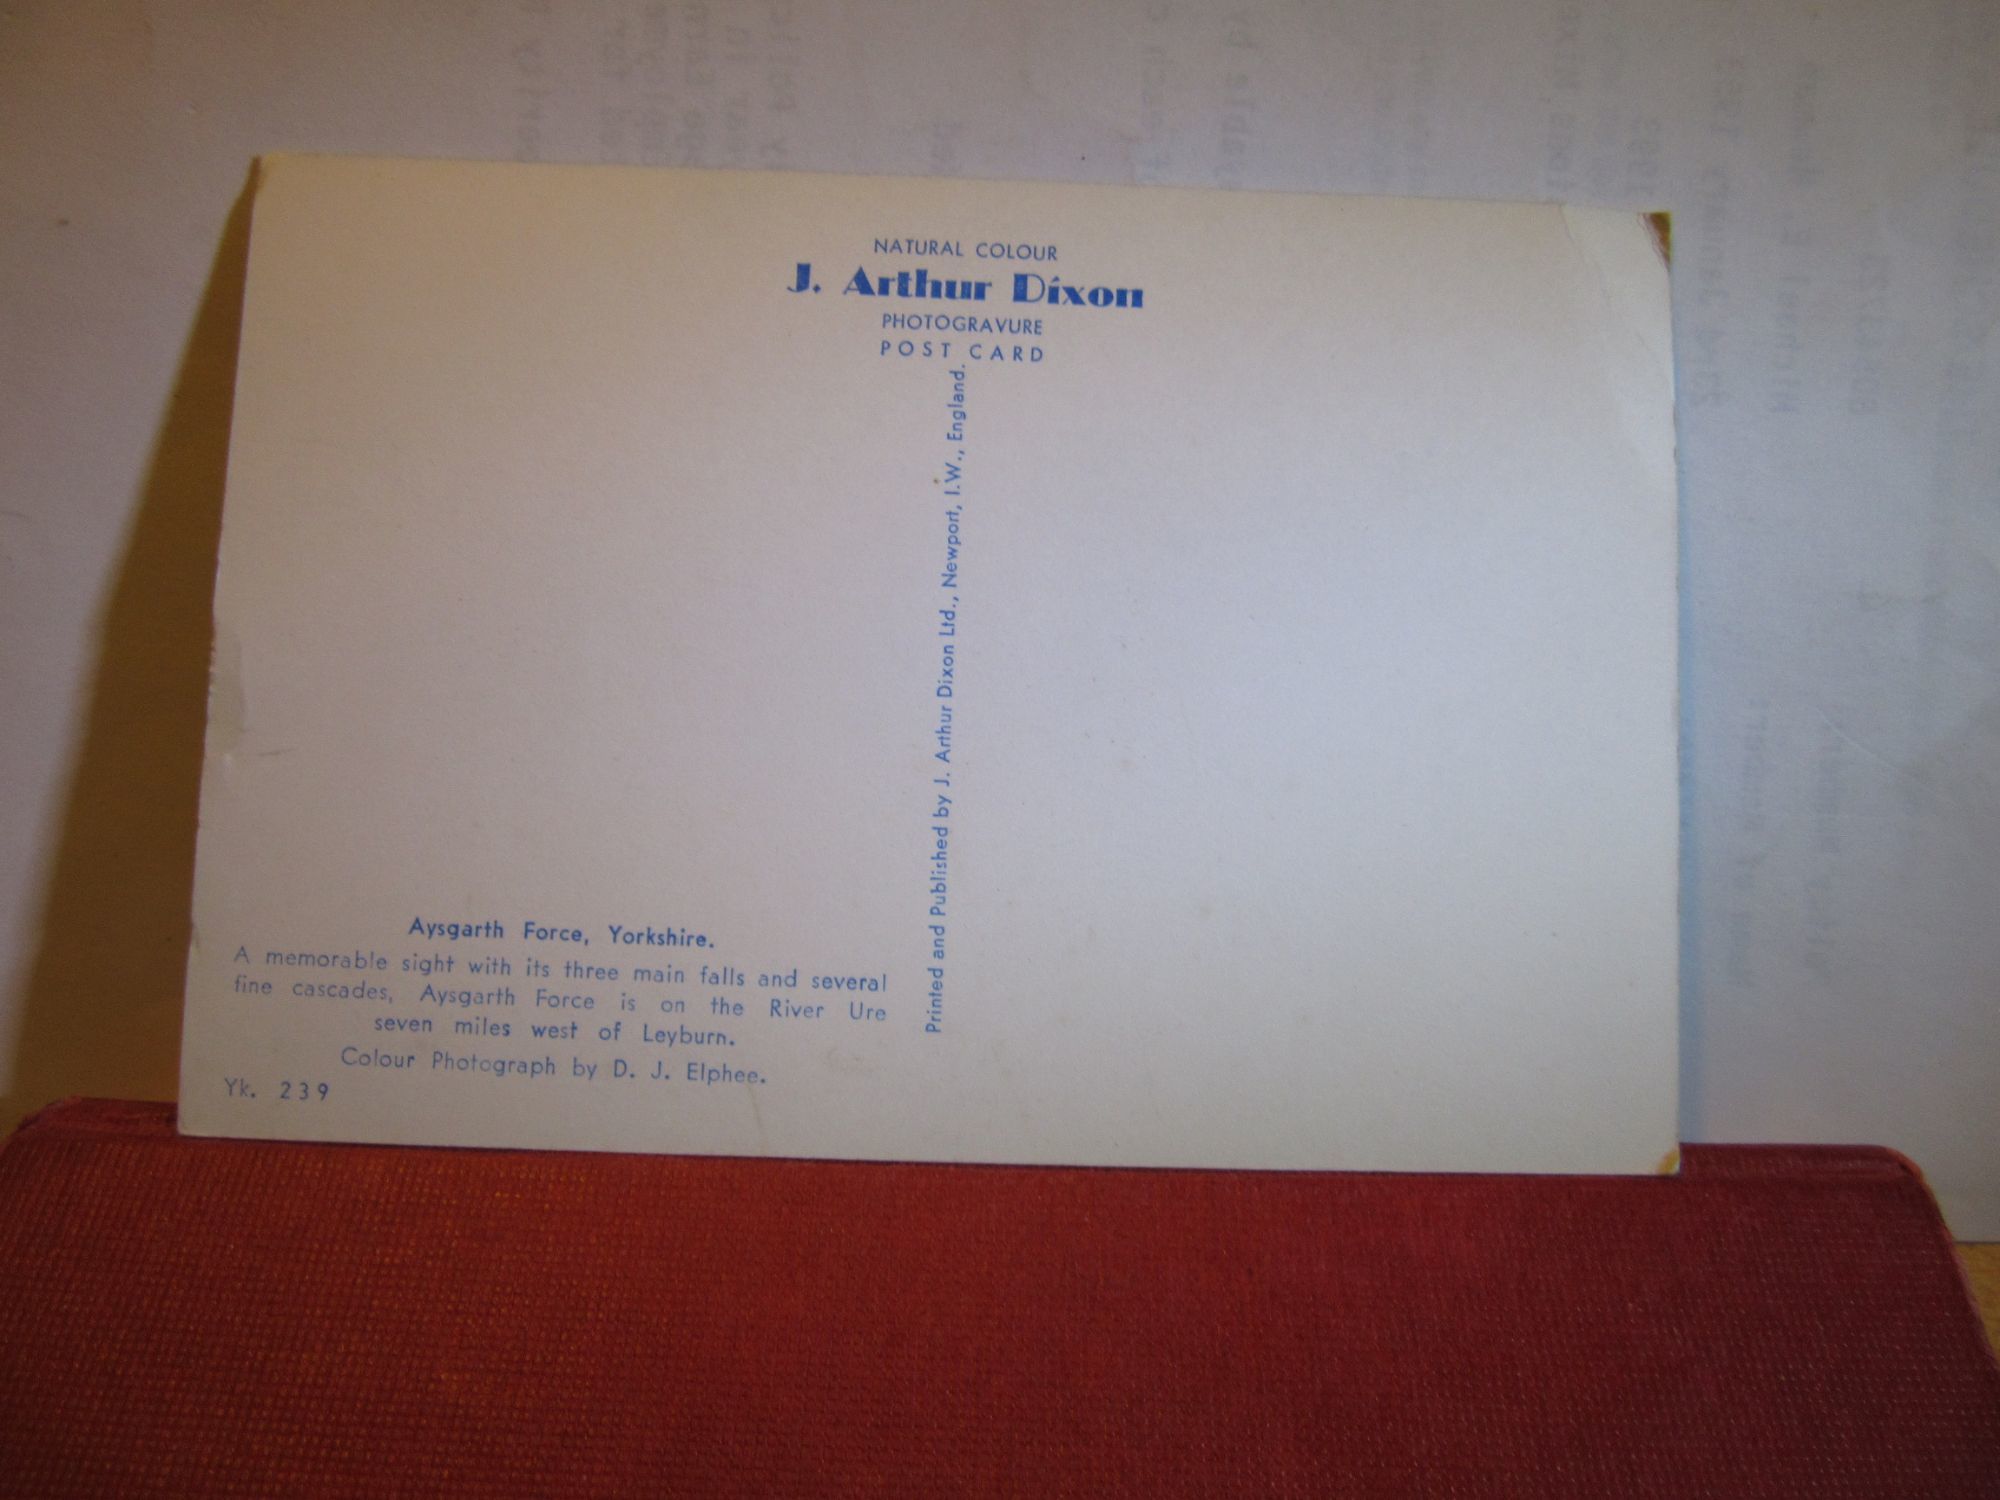 NATURAL COLOUR
J. Arthur Dixon
PHOTOGRAVURE
POST CARD
Printed and Published by J. Arthur Dixon Ltd., Newport, I.W., England.
Aysgarth Force, Yorkshire.
A memorable sight with its three main falls and several
fine cascades, Aysgarth Force is on the River Ure
seven miles west of Leyburn.
Colour Photograph by D. J. Elphee.
Yk. 239